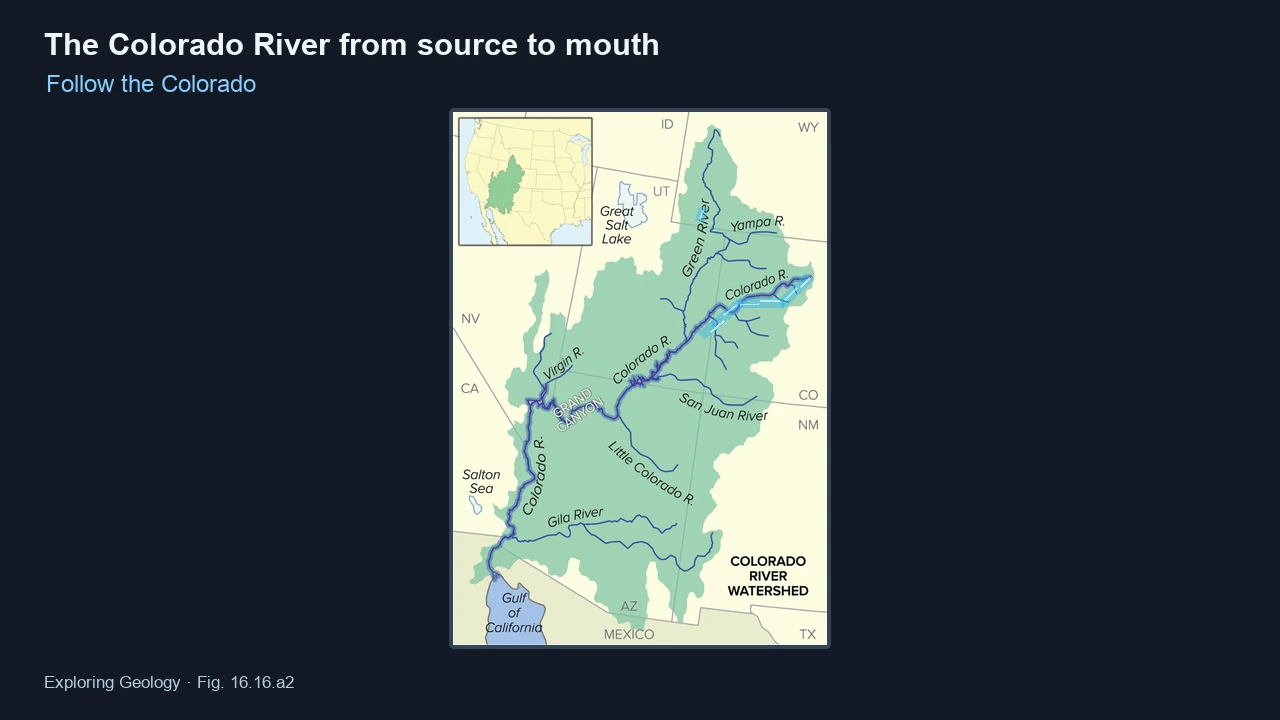 The Colorado River from source to mouth
Follow the Colorado
ID
WY
UT
Great
Salt
Lake
Green River
Yampa R.
Colorado R.
NV
Virgin R.
Colorado R.
CA
GRAND
CANYON
CO
San Juan River
NM
Little Colorado R.
Colorado R.
Salton
Sea
Gila River
COLORADO
RIVER
WATERSHED
Gulf
of
California
AZ
MEXICO
TX
Exploring Geology · Fig. 16.16.a2